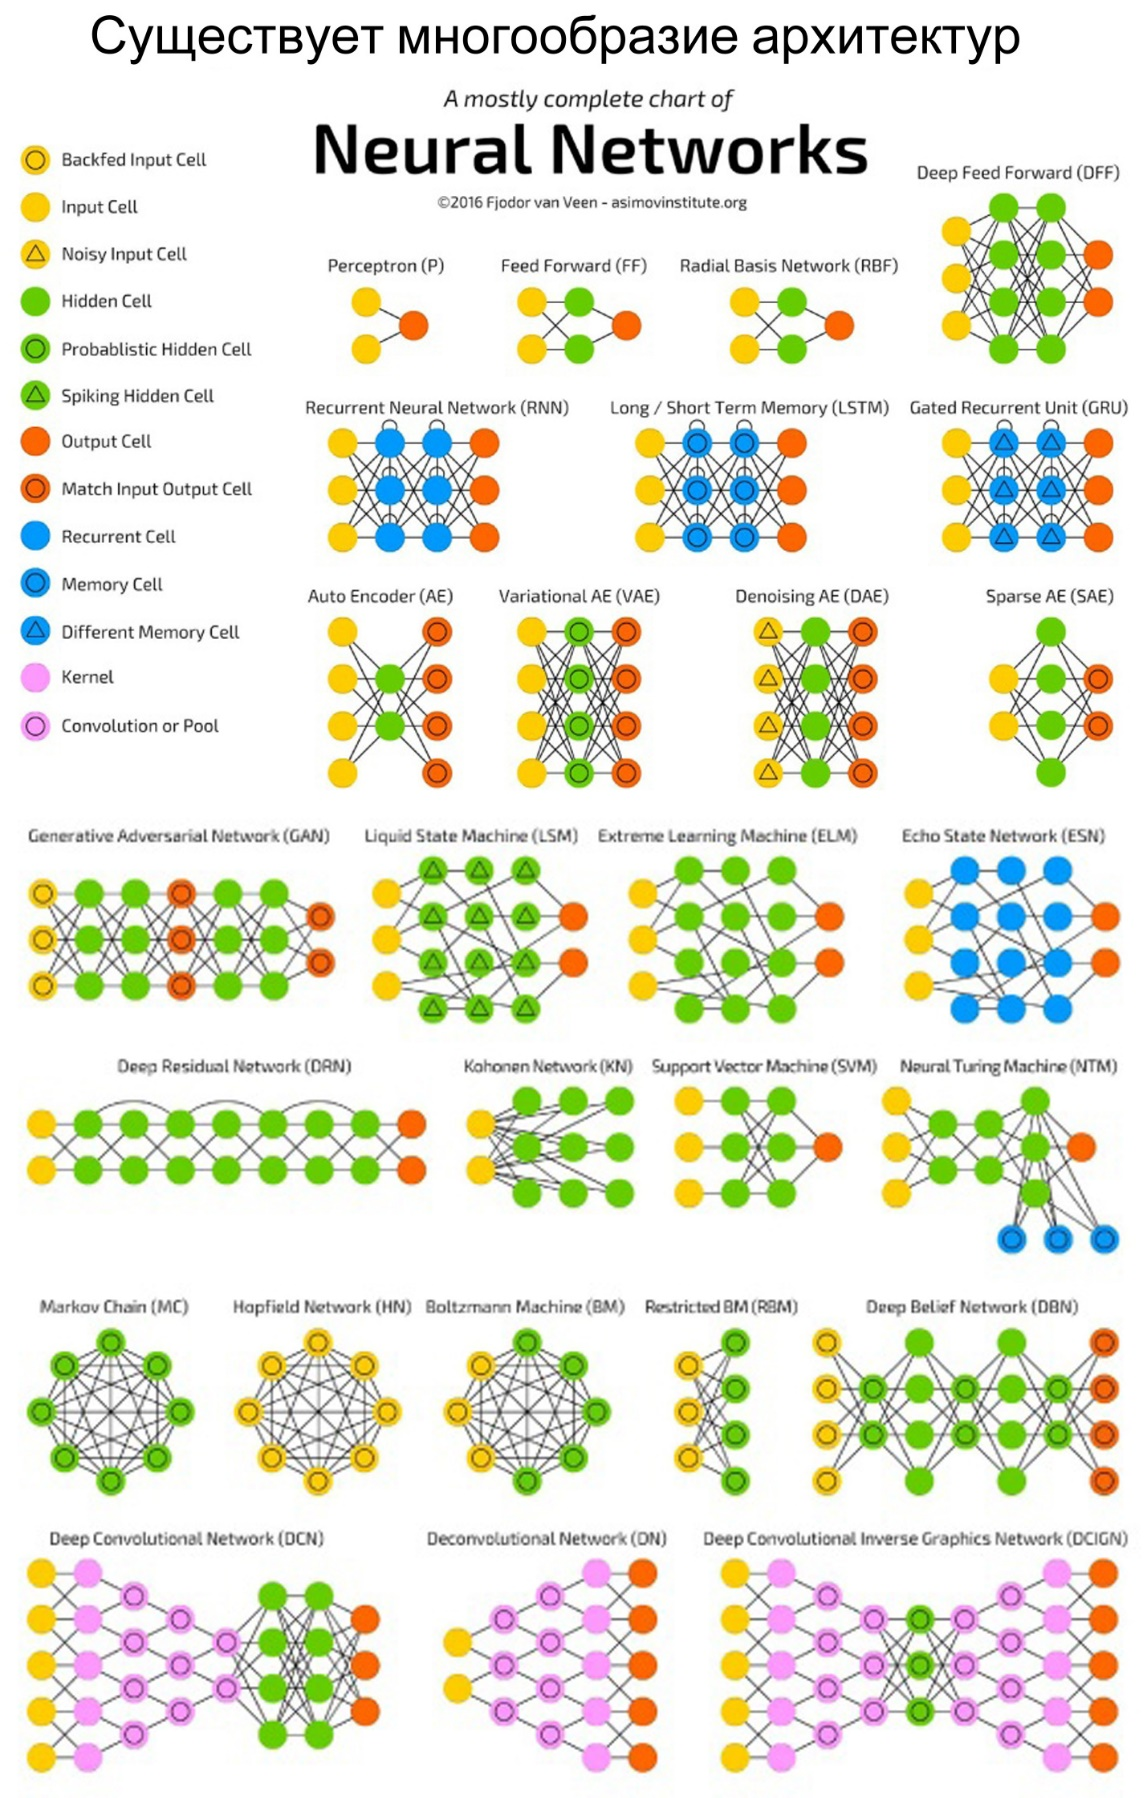 Существует многообразие архитектур
A mostly complete chart of
Neural Networks
©2016 Fjodor van Veen - asimovinstitute.org
Backfed Input Cell
Input Cell
Noisy Input Cell
Hidden Cell
Probablistic Hidden Cell
Spiking Hidden Cell
Output Cell
Match Input Output Cell
Recurrent Cell
Memory Cell
Different Memory Cell
Kernel
Convolution or Pool
Deep Feed Forward (DFF)
Perceptron (P)
Feed Forward (FF)
Radial Basis Network (RBF)
Recurrent Neural Network (RNN)
Long / Short Term Memory (LSTM)
Gated Recurrent Unit (GRU)
Auto Encoder (AE)
Variational AE (VAE)
Denoising AE (DAE)
Sparse AE (SAE)
Generative Adversarial Network (GAN)
Liquid State Machine (LSM)
Extreme Learning Machine (ELM)
Echo State Network (ESN)
Deep Residual Network (DRN)
Kohonen Network (KN)
Support Vector Machine (SVM)
Neural Turing Machine (NTM)
Markov Chain (MC)
Hopfield Network (HN)
Boltzmann Machine (BM)
Restricted BM (RBM)
Deep Belief Network (DBN)
Deep Convolutional Network (DCN)
Deconvolutional Network (DN)
Deep Convolutional Inverse Graphics Network (DCIGN)